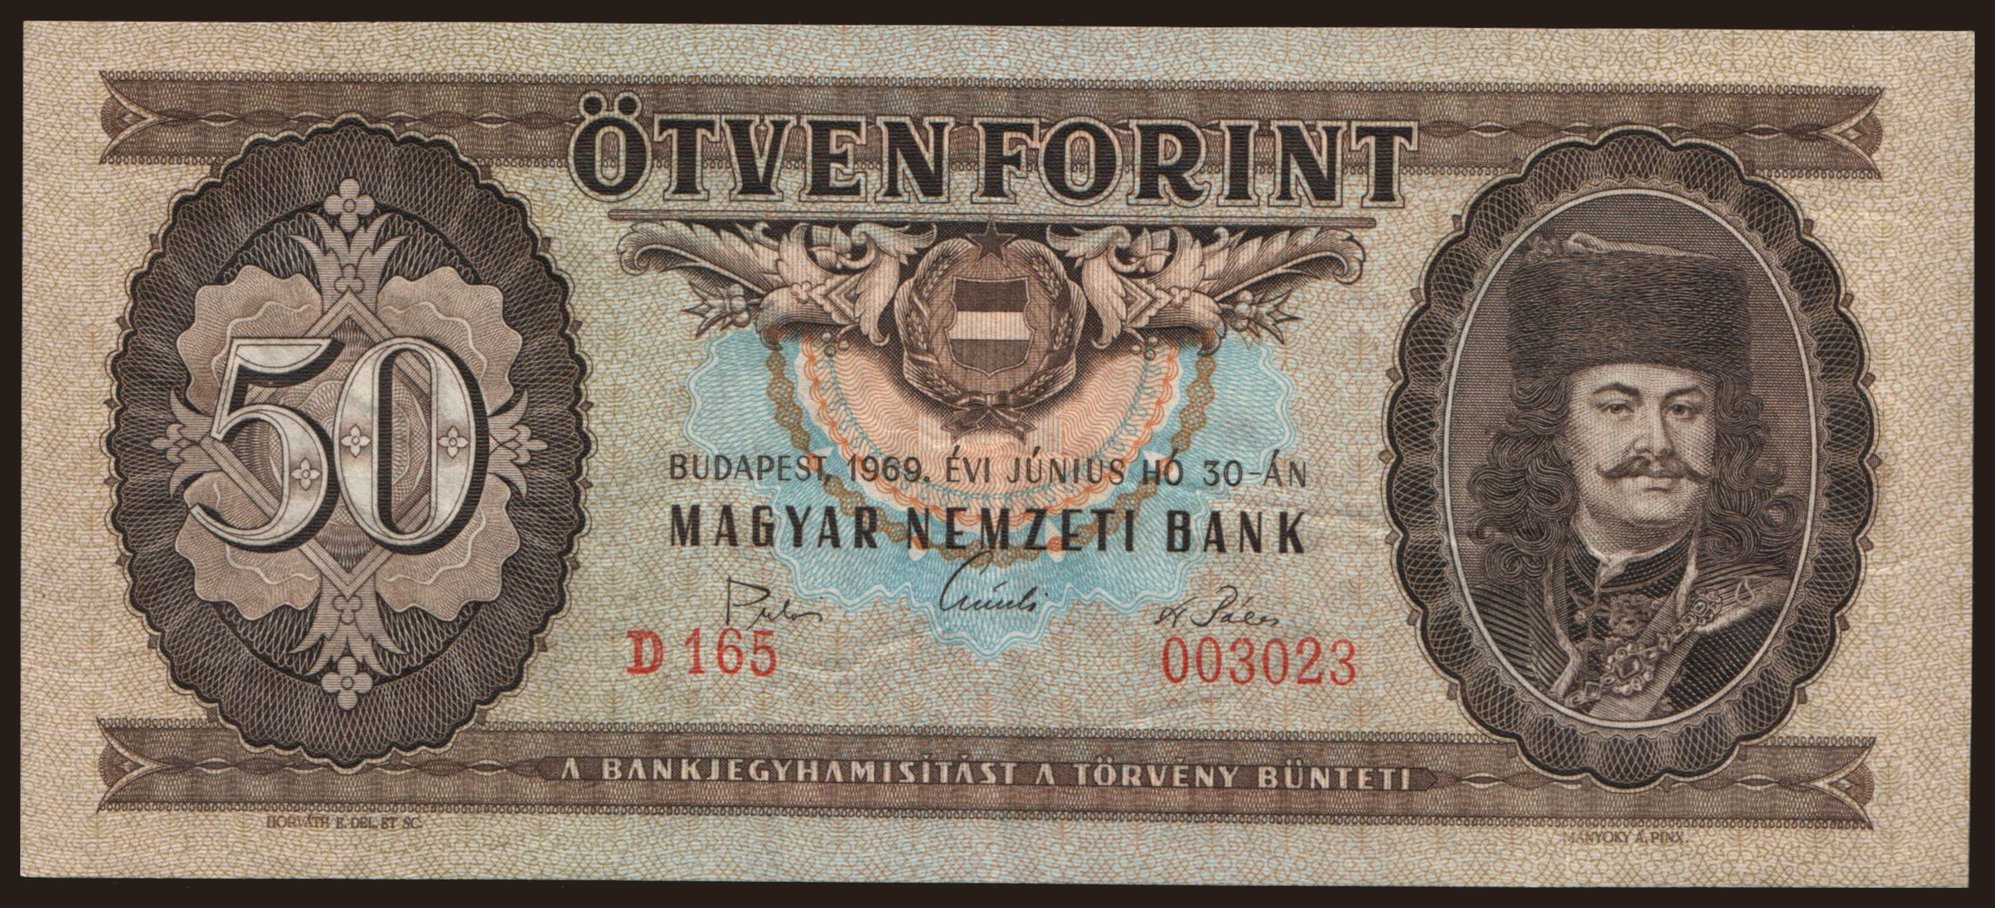 ÖTVEN FORINT
50
BUDAPEST, 1969. ÉVI JÚNIUS HÓ 30-ÁN
MAGYAR NEMZETI BANK
D 165 003023
A BANKJEGYHAMISÍTÁST A TÖRVÉNY BÜNTETI
HORVÁTH E. DEL. ET SC.
MÁNYOKY Á. PINX.